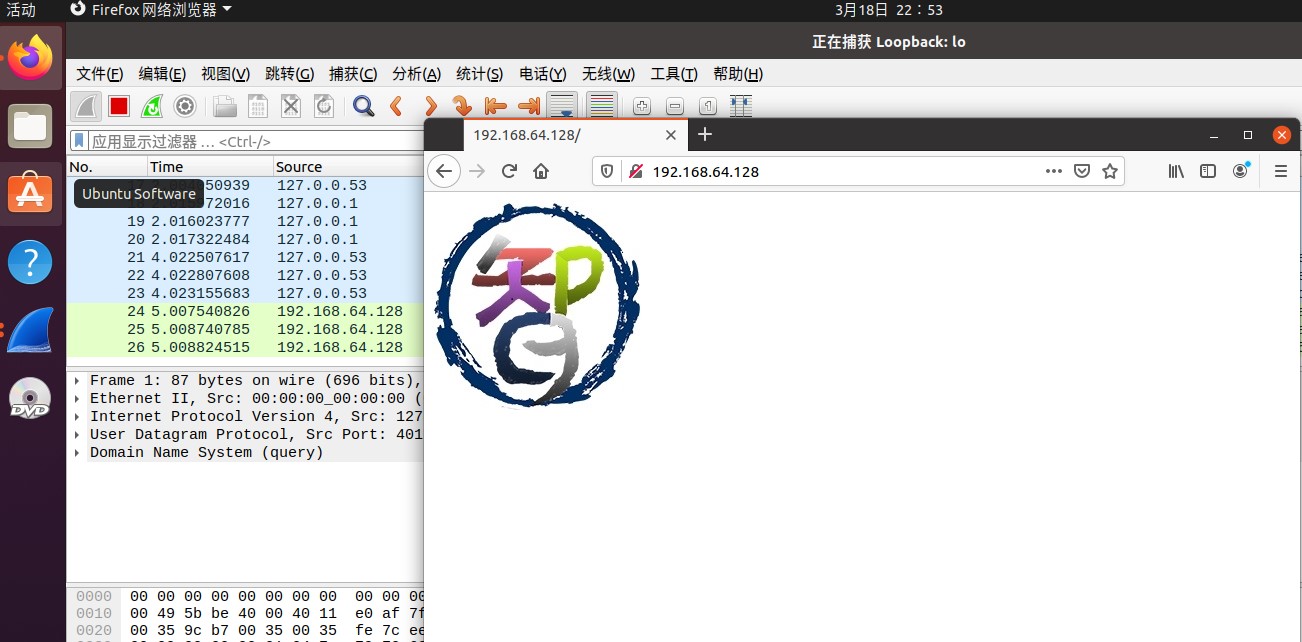 活动
Firefox 网络浏览器
3月18日 22：53
正在捕获 Loopback: lo
文件(F) 编辑(E) 视图(V) 跳转(G) 捕获(C) 分析(A) 统计(S) 电话(Y) 无线(W) 工具(T) 帮助(H)
应用显示过滤器 … <Ctrl-/>
No. Time Source
Ubuntu Software
50939 127.0.0.53
72016 127.0.0.1
19 2.016023777 127.0.0.1
20 2.017322484 127.0.0.1
21 4.022507617 127.0.0.53
22 4.022807608 127.0.0.53
23 4.023155683 127.0.0.53
24 5.007540826 192.168.64.128
25 5.008740785 192.168.64.128
26 5.008824515 192.168.64.128
Frame 1: 87 bytes on wire (696 bits),
Ethernet II, Src: 00:00:00_00:00:00 (
Internet Protocol Version 4, Src: 127
User Datagram Protocol, Src Port: 401
Domain Name System (query)
0000 00 00 00 00 00 00 00 00 00 00 00
0010 00 49 5b be 40 00 40 11 e0 af 7f
0020 00 35 9c b7 00 35 00 35 fe 7c ee
192.168.64.128/
192.168.64.128
DVD